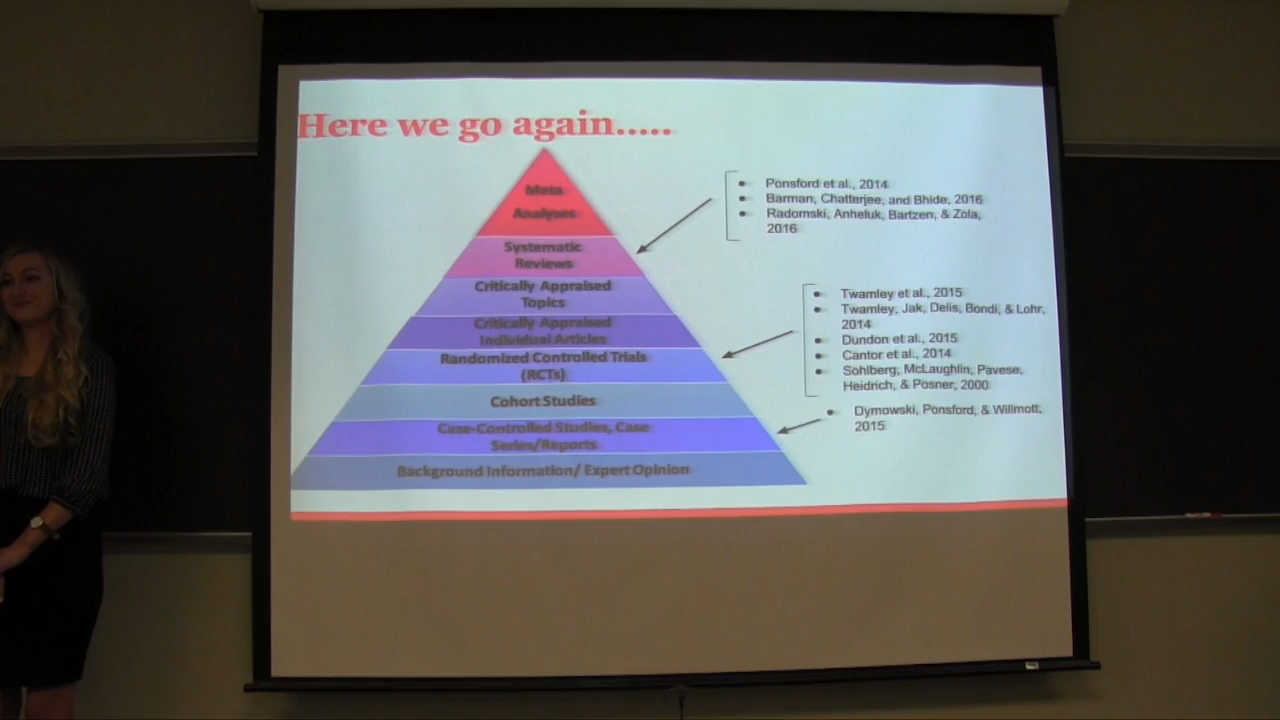 Here we go again.....
Meta
Analyses
Systematic
Reviews
Critically Appraised
Topics
Critically Appraised
Individual Articles
Randomized Controlled Trials
(RCTs)
Cohort Studies
Case-Controlled Studies, Case
Series/Reports
Background Information/ Expert Opinion
• Ponsford et al., 2014
• Barman, Chatterjee, and Bhide, 2016
• Radomski, Anheluk, Bartzen, & Zola,
2016
• Twamley et al., 2015
• Twamley, Jak, Delis, Bondi, & Lohr,
2014
• Dundon et al., 2015
• Cantor et al., 2014
• Sohlberg, McLaughlin, Pavese,
Heidrich, & Posner, 2000
• Dymowski, Ponsford, & Willmott,
2015